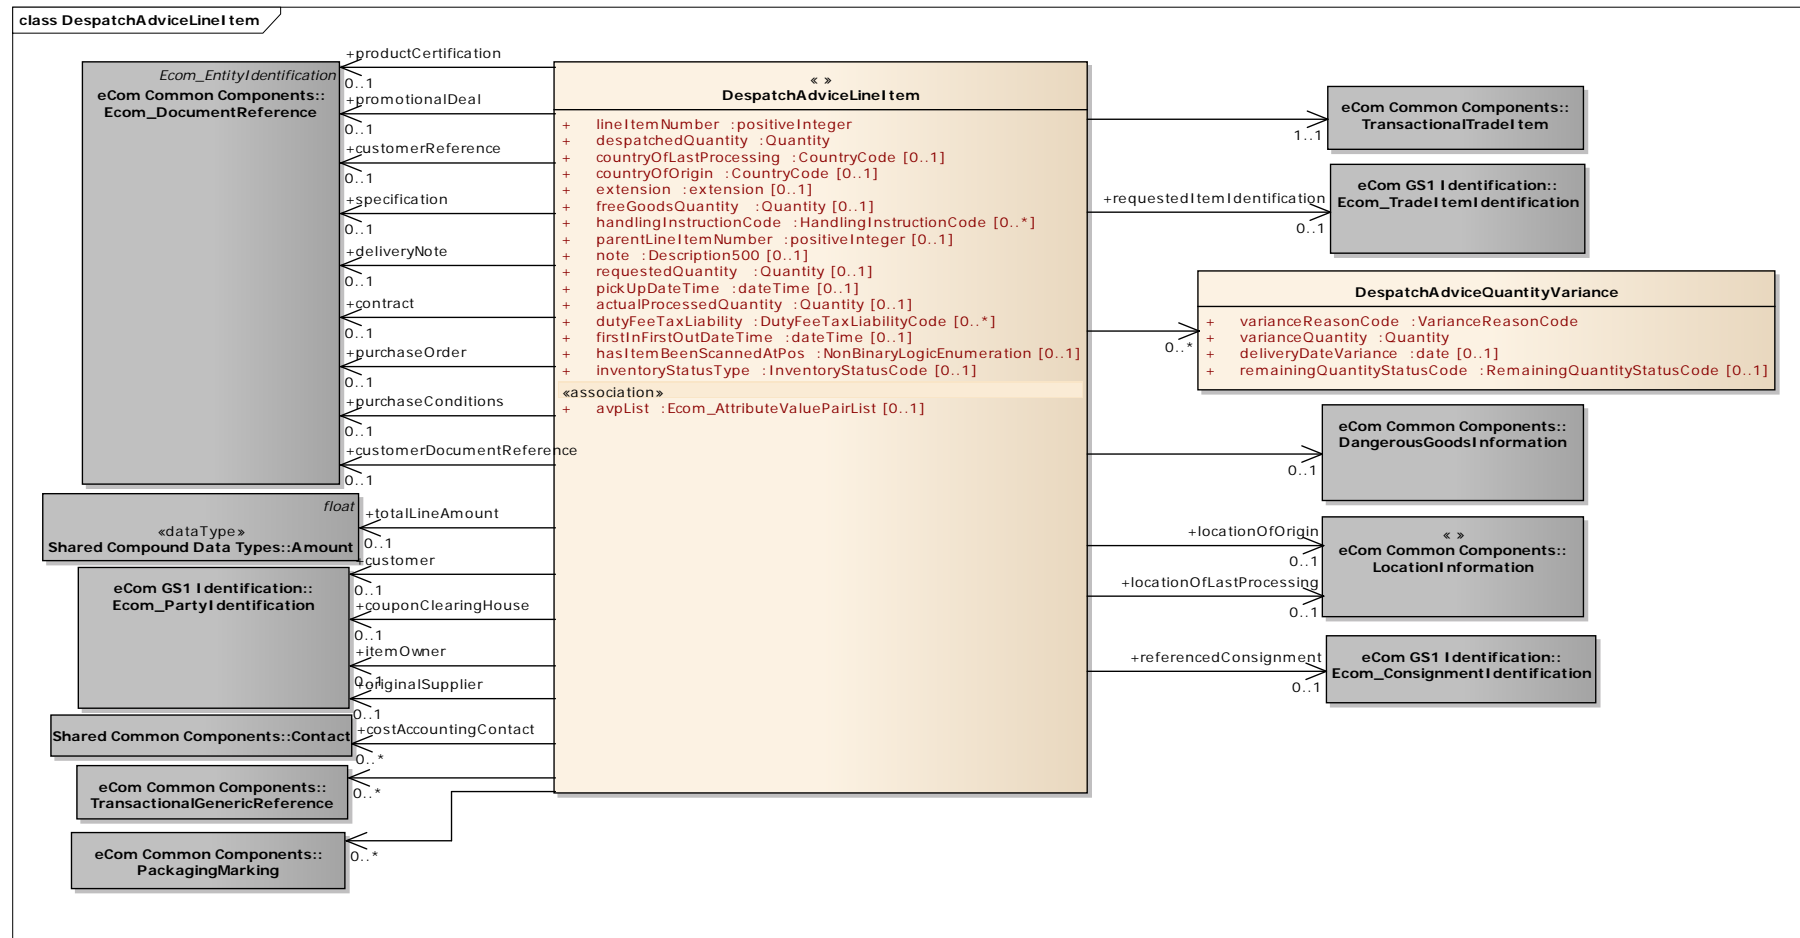 class DespatchAdviceLineItem
Ecom_EntityIdentification
eCom Common Components::
Ecom_DocumentReference
+productCertification
0..1
+promotionalDeal
0..1
+customerReference
0..1
+specification
0..1
+deliveryNote
0..1
+contract
0..1
+purchaseOrder
0..1
+purchaseConditions
0..1
+customerDocumentReference
0..1
float
«dataType»
Shared Compound Data Types::Amount
+totalLineAmount
0..1
eCom GS1 Identification::
Ecom_PartyIdentification
+customer
0..1
+couponClearingHouse
0..1
+itemOwner
0..1
+originalSupplier
0..1
Shared Common Components::Contact
+costAccountingContact
0..*
eCom Common Components::
TransactionalGenericReference
0..*
eCom Common Components::
PackagingMarking
0..*
« »
DespatchAdviceLineItem
+ lineItemNumber :positiveInteger
+ despatchedQuantity :Quantity
+ countryOfLastProcessing :CountryCode [0..1]
+ countryOfOrigin :CountryCode [0..1]
+ extension :extension [0..1]
+ freeGoodsQuantity :Quantity [0..1]
+ handlingInstructionCode :HandlingInstructionCode [0..*]
+ parentLineItemNumber :positiveInteger [0..1]
+ note :Description500 [0..1]
+ requestedQuantity :Quantity [0..1]
+ pickUpDateTime :dateTime [0..1]
+ actualProcessedQuantity :Quantity [0..1]
+ dutyFeeTaxLiability :DutyFeeTaxLiabilityCode [0..*]
+ firstInFirstOutDateTime :dateTime [0..1]
+ hasItemBeenScannedAtPos :NonBinaryLogicEnumeration [0..1]
+ inventoryStatusType :InventoryStatusCode [0..1]
«association»
+ avpList :Ecom_AttributeValuePairList [0..1]
1..1
eCom Common Components::
TransactionalTradeItem
+requestedItemIdentification
0..1
eCom GS1 Identification::
Ecom_TradeItemIdentification
0..*
DespatchAdviceQuantityVariance
+ varianceReasonCode :VarianceReasonCode
+ varianceQuantity :Quantity
+ deliveryDateVariance :date [0..1]
+ remainingQuantityStatusCode :RemainingQuantityStatusCode [0..1]
0..1
eCom Common Components::
DangerousGoodsInformation
+locationOfOrigin
0..1
+locationOfLastProcessing
0..1
« »
eCom Common Components::
LocationInformation
+referencedConsignment
0..1
eCom GS1 Identification::
Ecom_ConsignmentIdentification